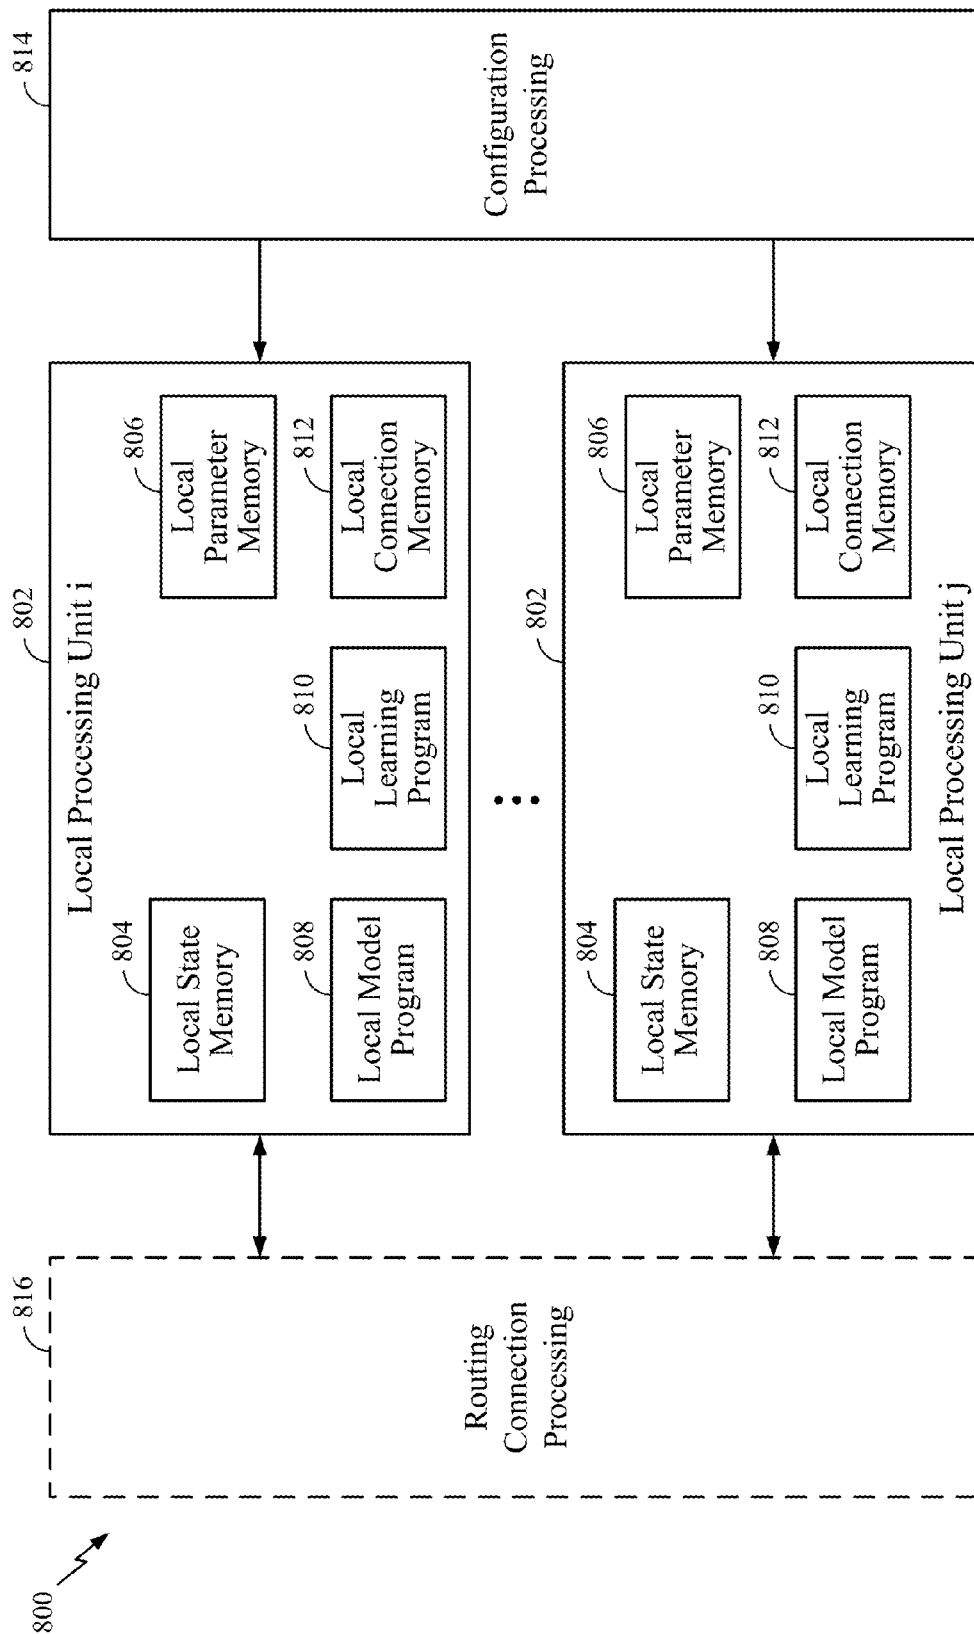 800
816
Routing
Connection
Processing
802
Local Processing Unit i
804
Local State
Memory
806
Local
Parameter
Memory
808
Local Model
Program
810
Local
Learning
Program
812
Local
Connection
Memory
802
804
Local State
Memory
806
Local
Parameter
Memory
808
Local Model
Program
810
Local
Learning
Program
812
Local
Connection
Memory
Local Processing Unit j
814
Configuration
Processing